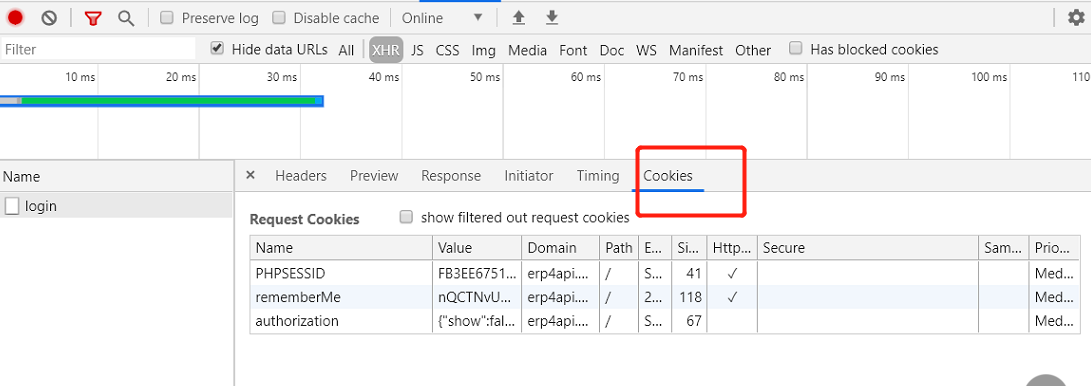 Preserve log Disable cache Online
Filter Hide data URLs All XHR JS CSS Img Media Font Doc WS Manifest Other Has blocked cookies
10 ms 20 ms 30 ms 40 ms 50 ms 60 ms 70 ms 80 ms 90 ms 100 ms 110
Name × Headers Preview Response Initiator Timing Cookies
login
Request Cookies show filtered out request cookies
Name Value Domain Path E... Si... Http... Secure Sam... Prio...
PHPSESSID FB3EE6751... erp4api.... / S... 41 ✓ Med...
rememberMe nQCTNvU... erp4api.... / 2... 118 ✓ Med...
authorization {"show":fal... erp4api.... / S... 67 Med...